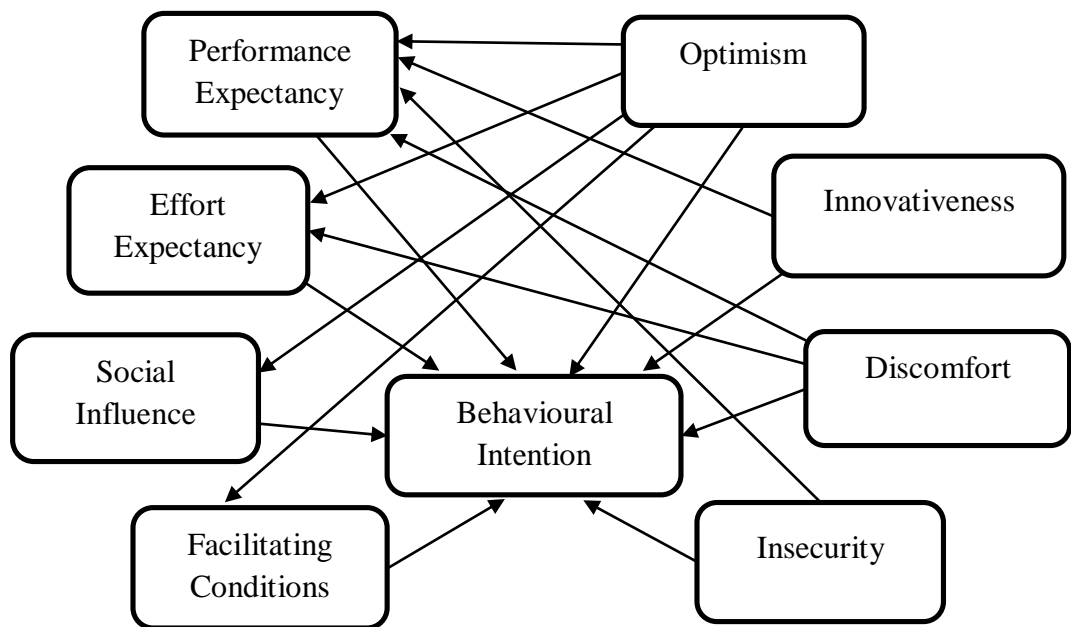 Performance
Expectancy
Optimism
Effort
Expectancy
Innovativeness
Social
Influence
Behavioural
Intention
Discomfort
Facilitating
Conditions
Insecurity